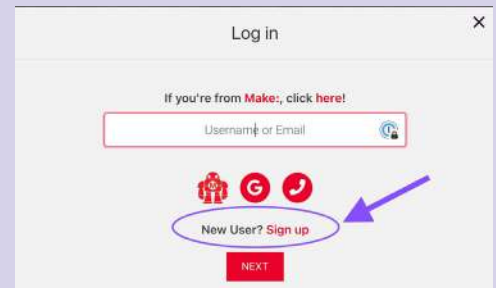 Log in
If you're from Make:, click here!
Username or Email
G
New User? Sign up
NEXT